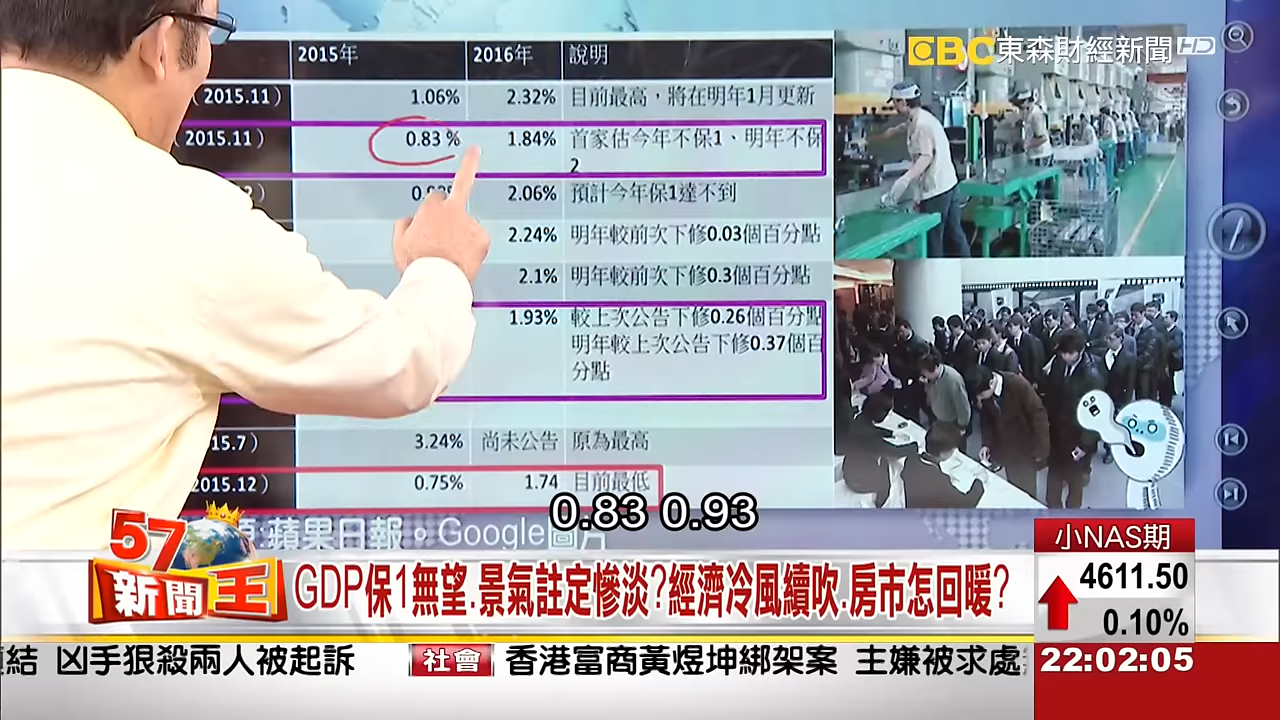 EBC 東森財經新聞 HD
2015年 2016年 說明
(2015.11) 1.06% 2.32% 目前最高，將在明年1月更新
2015.11) 0.83% 1.84% 首家估今年不保1、明年不保
2
2.06% 預計今年保1達不到
2.24% 明年較前次下修0.03個百分點
2.1% 明年較前次下修0.3個百分點
1.93% 較上次公告下修0.26個百分點
明年較上次公告下修0.37個百
分點
15.7) 3.24% 尚未公告 原為最高
2015.12) 0.75% 1.74 目前最低
0.83 0.93
:蘋果日報。Google圖片
57
新聞王
GDP保1無望.景氣註定慘淡?經濟冷風續吹.房市怎回暖?
小NAS期
4611.50
0.10%
結 凶手狠殺兩人被起訴 社會 香港富商黃煜坤綁架案 主嫌被求處
22:02:05